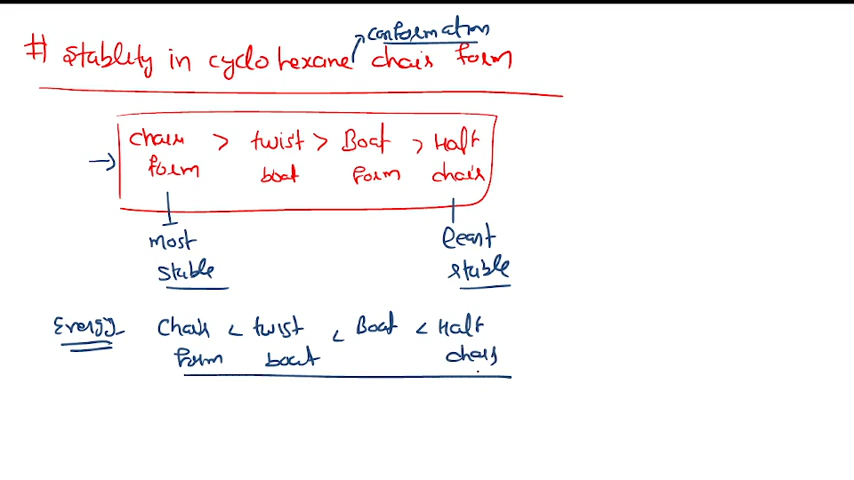 conformation
# Stability in cyclohexane chair form
→ chair form > twist boat > Boat form > Half chair
most stable
least stable
Energy chair form < twist boat < Boat < Half chair